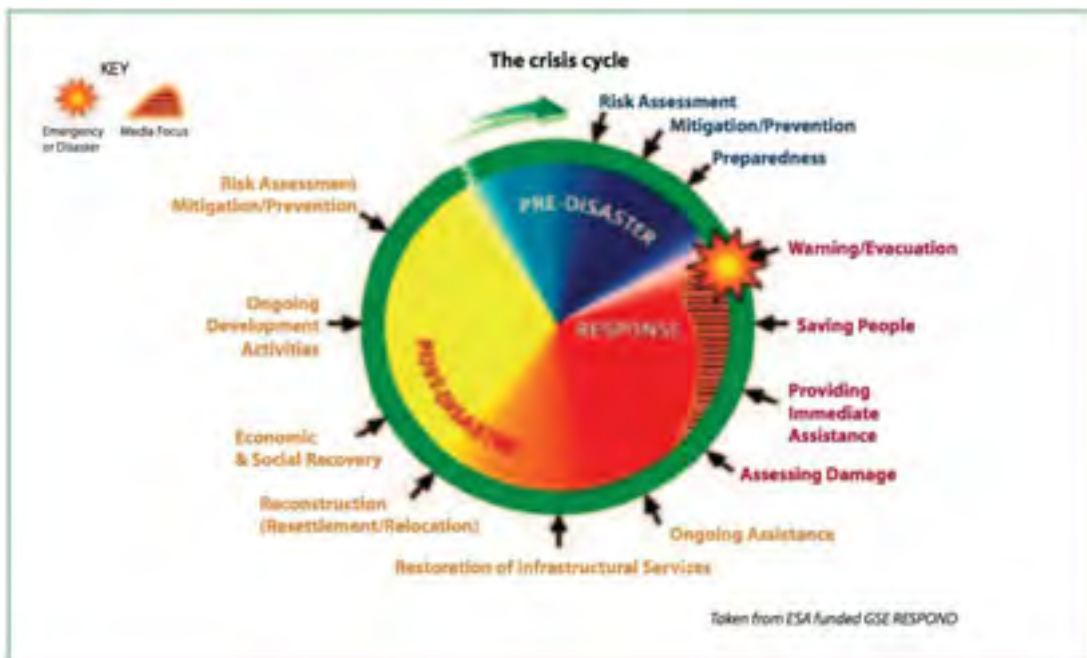 The crisis cycle
KEY
Emergency
or Disaster
Media Focus
Risk Assessment
Mitigation/Prevention
Preparedness
Warning/Evacuation
Saving People
Providing
Immediate
Assistance
Assessing Damage
Ongoing Assistance
Restoration of Infrastructural Services
Reconstruction
(Resettlement/Relocation)
Economic
& Social Recovery
Ongoing
Development
Activities
Risk Assessment
Mitigation/Prevention
PRE-DISASTER
RESPONSE
POST-DISASTER
Taken from ESA funded GSE RESPOND